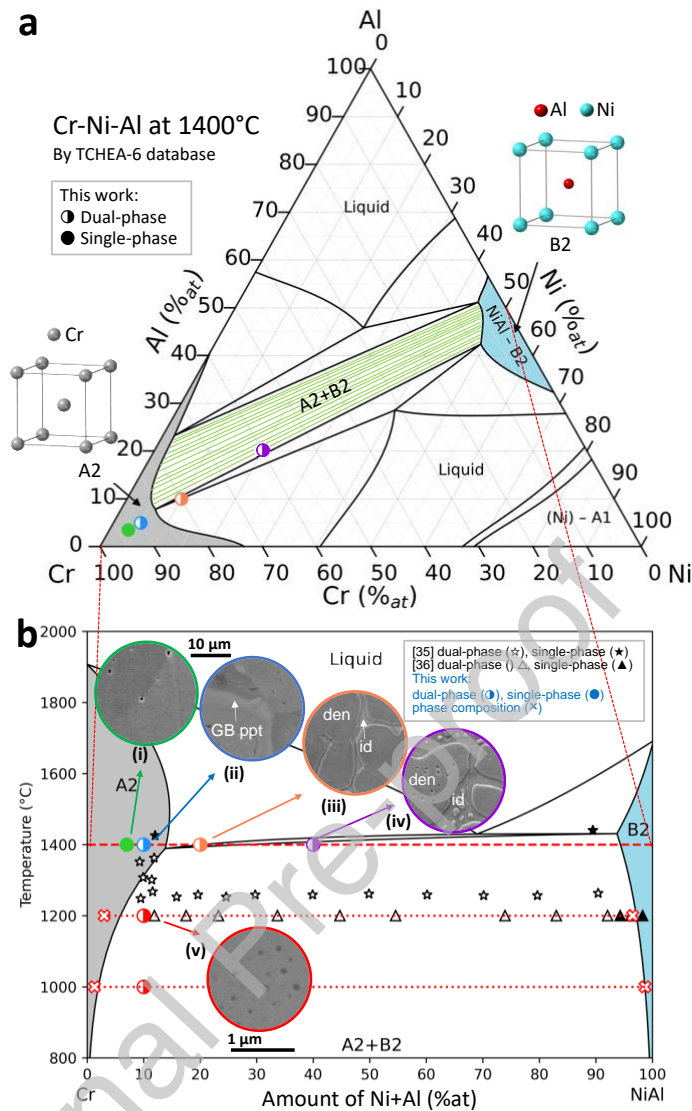 a
Cr-Ni-Al at 1400°C
By TCHEA-6 database
This work:
Dual-phase
Single-phase
Al
0
100
10
90
20
80
30
70
40
60
50
50
60
40
70
30
80
20
90
10
100
0
Al (%at)
Ni (%at)
Liquid
Al Ni
B2
NiAl – B2
A2+B2
Cr
A2
Liquid
(Ni) – A1
Cr 100 90 70 60 50 40 30 20 10 0 Ni
Cr (%at)
b
2000
1800
1600
1400
1200
1000
800
Temperature (°C)
10 µm
Liquid
[35] dual-phase (☆), single-phase (★)
[36] dual-phase () △, single-phase (▲)
This work:
dual-phase (◑), single-phase (●)
phase composition (×)
GB ppt
den
id
den
id
(i)
(ii)
(iii)
(iv)
(v)
A2
B2
1 µm
A2+B2
0 10 20 30 40 50 60 70 80 90 100
Cr Amount of Ni+Al (%at) NiAl
nal Pre-proof